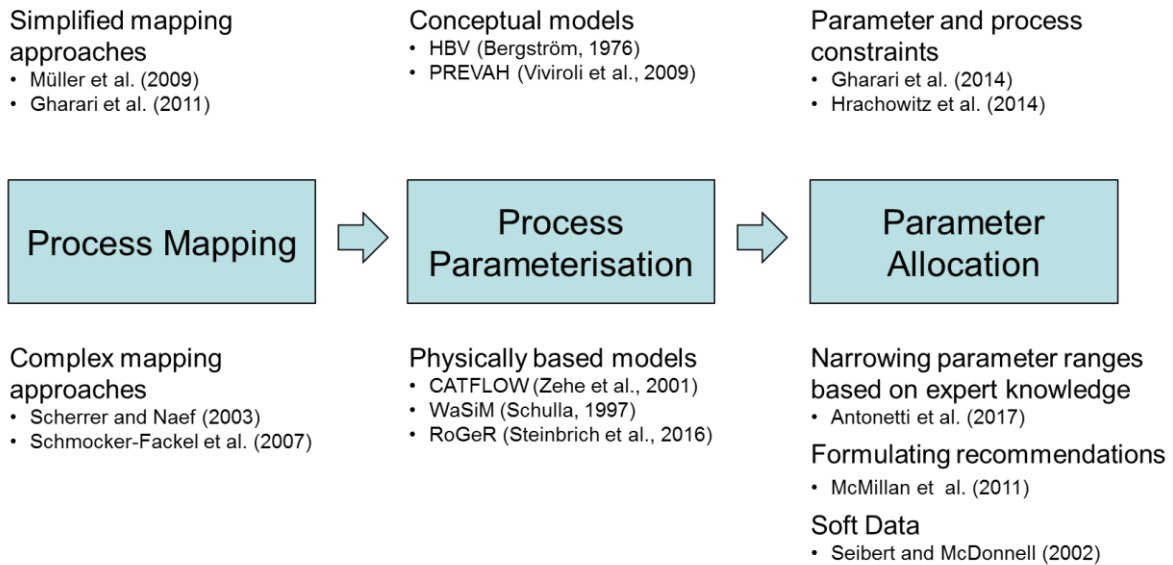 Simplified mapping
approaches
• Müller et al. (2009)
• Gharari et al. (2011)
Conceptual models
• HBV (Bergström, 1976)
• PREVAH (Viviroli et al., 2009)
Parameter and process
constraints
• Gharari et al. (2014)
• Hrachowitz et al. (2014)
Process Mapping
Process
Parameterisation
Parameter
Allocation
Complex mapping
approaches
• Scherrer and Naef (2003)
• Schmocker-Fackel et al. (2007)
Physically based models
• CATFLOW (Zehe et al., 2001)
• WaSiM (Schulla, 1997)
• RoGeR (Steinbrich et al., 2016)
Narrowing parameter ranges
based on expert knowledge
• Antonetti et al. (2017)
Formulating recommendations
• McMillan et al. (2011)
Soft Data
• Seibert and McDonnell (2002)